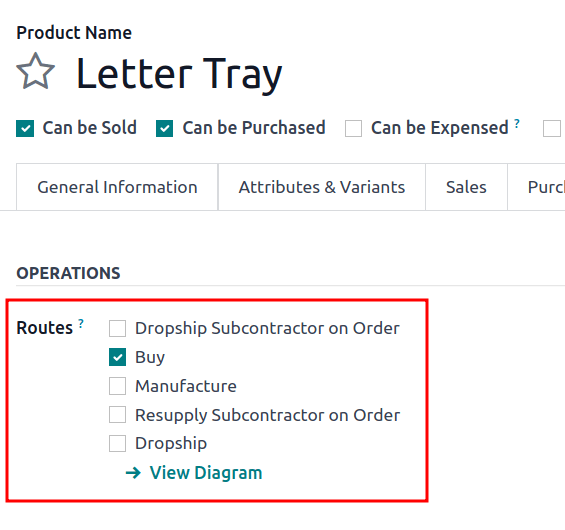 Product Name
Letter Tray
Can be Sold Can be Purchased Can be Expensed ?
General Information Attributes & Variants Sales Purch
OPERATIONS
Routes ? Dropship Subcontractor on Order
Buy
Manufacture
Resupply Subcontractor on Order
Dropship
→ View Diagram